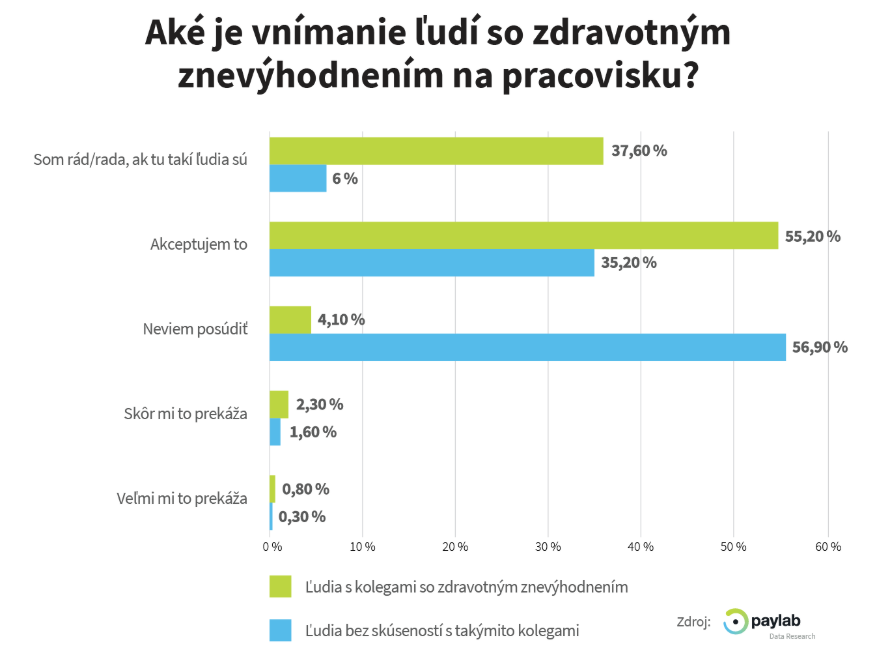 Aké je vnímanie ľudí so zdravotným
znevýhodnením na pracovisku?
Som rád/rada, ak tu takí ľudia sú
37,60 %
6 %
Akceptujem to
55,20 %
35,20 %
Neviem posúdiť
4,10 %
56,90 %
Skôr mi to prekáža
2,30 %
1,60 %
Veľmi mi to prekáža
0,80 %
0,30 %
0 % 10 % 20 % 30 % 40 % 50 % 60 %
Ľudia s kolegami so zdravotným znevýhodnením
Ľudia bez skúseností s takýmito kolegami
Zdroj: paylab
Data Research